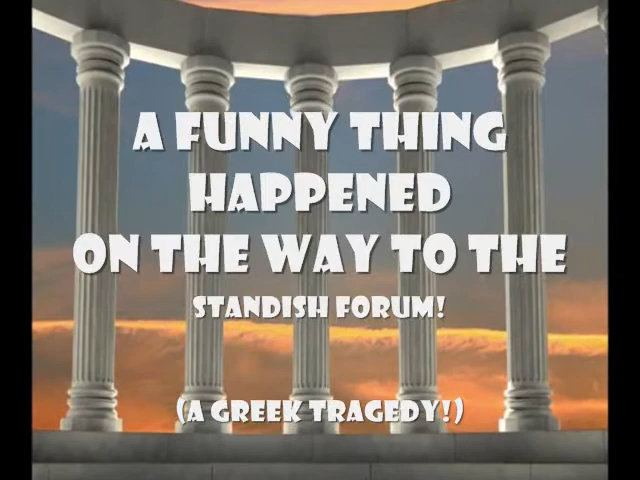 A FUNNY THING
HAPPENED
ON THE WAY TO THE
STANDISH FORUM!
(A GREEK TRAGEDY!)